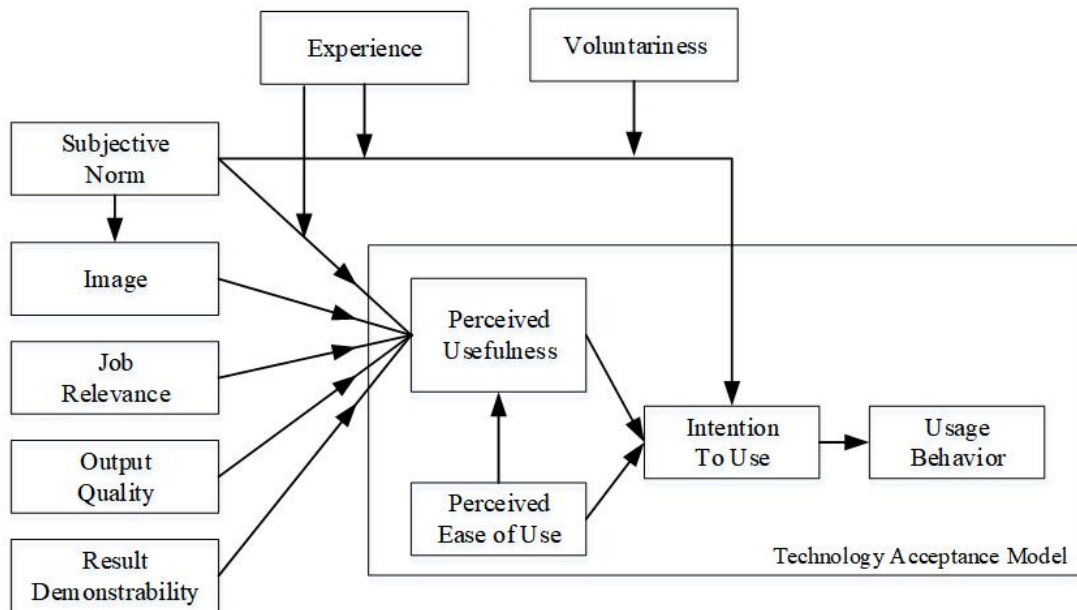 Experience
Voluntariness
Subjective
Norm
Image
Job
Relevance
Output
Quality
Result
Demonstrability
Perceived
Usefulness
Perceived
Ease of Use
Intention
To Use
Usage
Behavior
Technology Acceptance Model